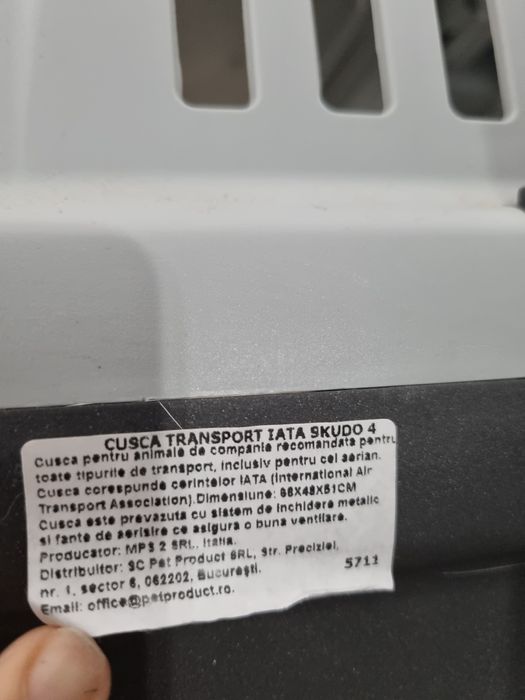 CUSCA TRANSPORT IATA SKUDO 4
Cusca pentru animale de companie recomandata pentru
toate tipurile de transport, inclusiv pentru cel aerian.
Cusca corespunde cerintelor IATA (International Air
Transport Association).Dimensiune: 68X48X51CM
Cusca este prevazuta cu sistem de inchidere metalic
si fante de aerisire ce asigura o buna ventilare.
Producator: MPS 2 SRL, Italia.
Distribuitor: SC Pet Product SRL, Str. Preciziei,
nr. 1, sector 6, 062202, Bucuresti. 5711
Email: office@petproduct.ro.